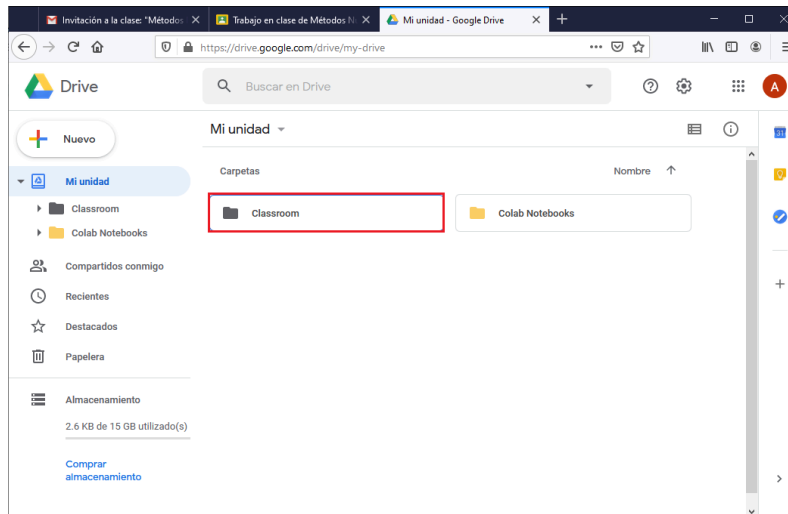 Invitación a la clase: "Métodos
Trabajo en clase de Métodos N
Mi unidad - Google Drive
https://drive.google.com/drive/my-drive
Drive
Buscar en Drive
A
Nuevo
Mi unidad
31
Mi unidad
Carpetas
Nombre
Classroom
Classroom
Colab Notebooks
Colab Notebooks
Compartidos conmigo
Recientes
Destacados
Papelera
Almacenamiento
2.6 KB de 15 GB utilizado(s)
Comprar
almacenamiento